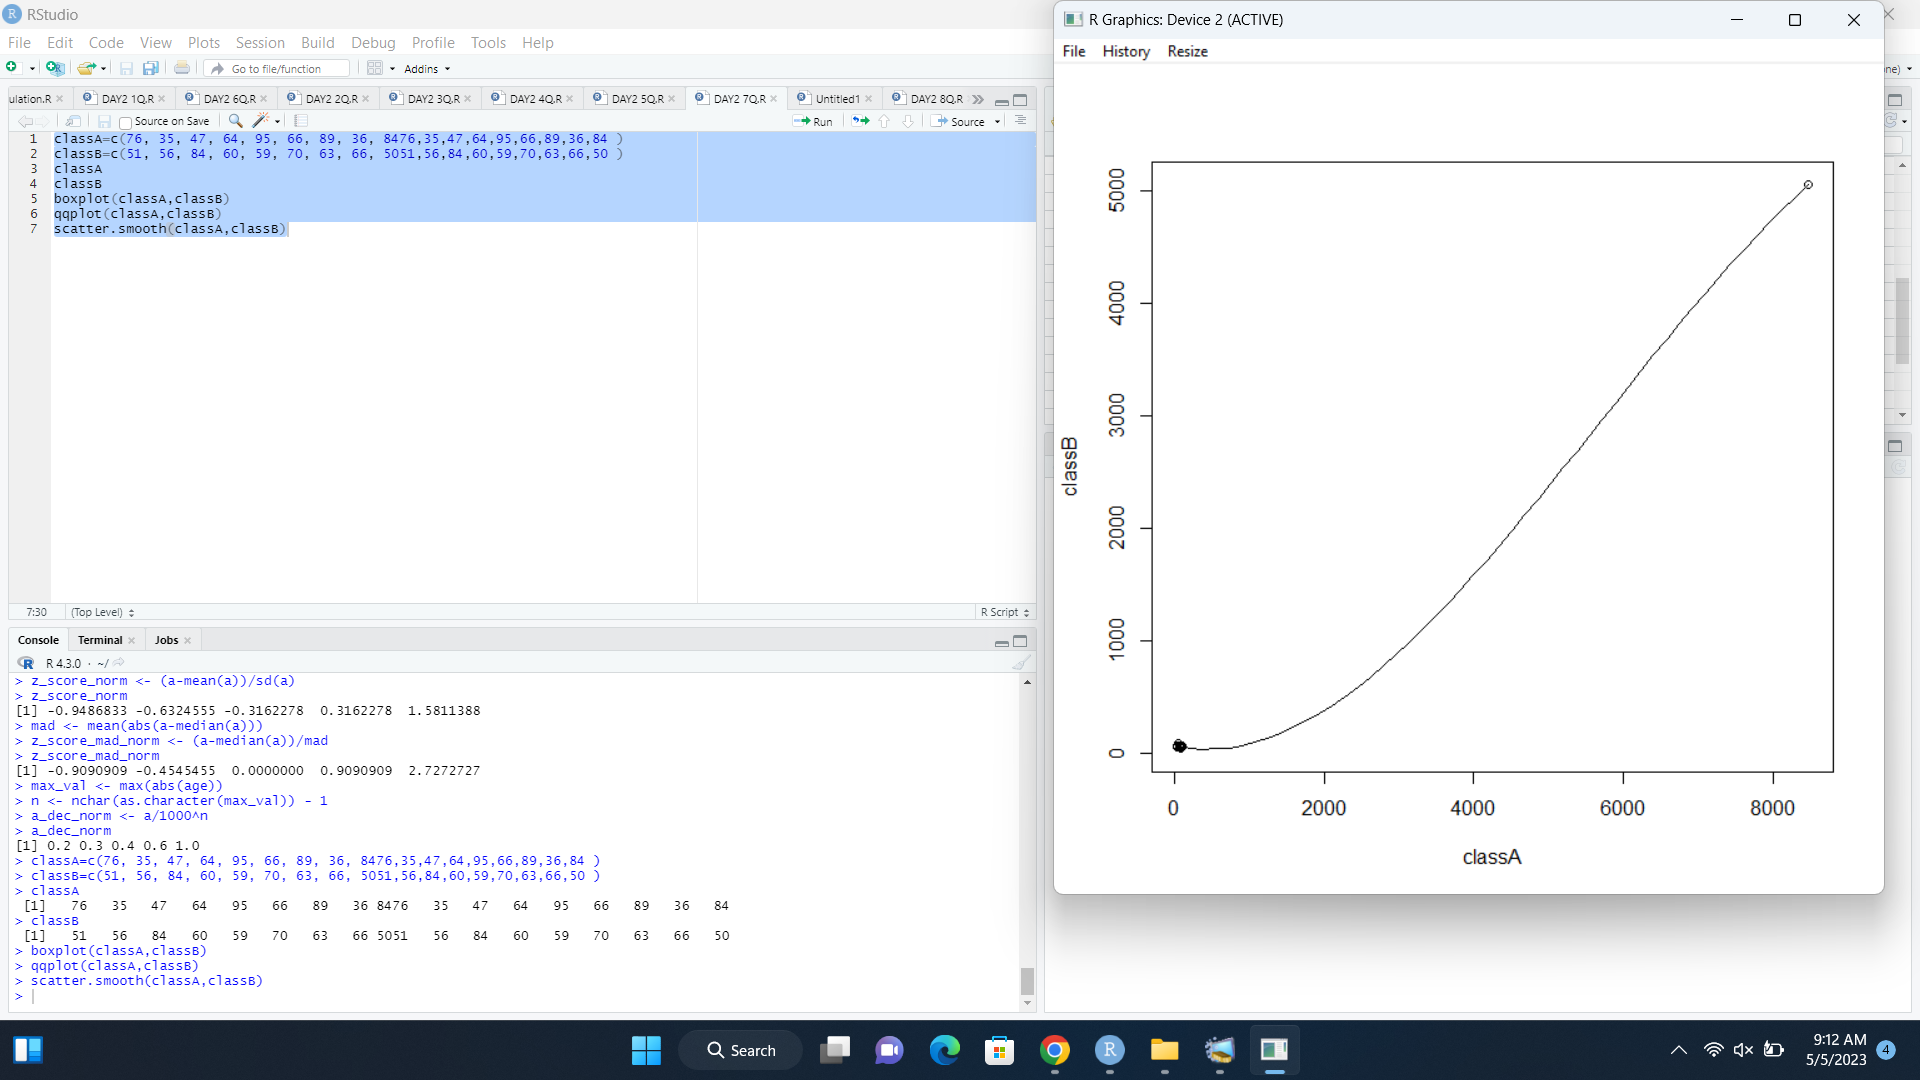 RStudio
File Edit Code View Plots Session Build Debug Profile Tools Help
Go to file/function Addins
ulation.R DAY2 1Q.R DAY2 6Q.R DAY2 2Q.R DAY2 3Q.R DAY2 4Q.R DAY2 5Q.R DAY2 7Q.R Untitled1 DAY2 8Q.R
Source on Save Run Source
1 classA=c(76, 35, 47, 64, 95, 66, 89, 36, 8476,35,47,64,95,66,89,36,84 )
2 classB=c(51, 56, 84, 60, 59, 70, 63, 66, 5051,56,84,60,59,70,63,66,50 )
3 classA
4 classB
5 boxplot(classA,classB)
6 qqplot(classA,classB)
7 scatter.smooth(classA,classB)
7:30 (Top Level) R Script
Console Terminal Jobs
R 4.3.0 · ~/
> z_score_norm <- (a-mean(a))/sd(a)
> z_score_norm
[1] -0.9486833 -0.6324555 -0.3162278 0.3162278 1.5811388
> mad <- mean(abs(a-median(a)))
> z_score_mad_norm <- (a-median(a))/mad
> z_score_mad_norm
[1] -0.9090909 -0.4545455 0.0000000 0.9090909 2.7272727
> max_val <- max(abs(age))
> n <- nchar(as.character(max_val)) - 1
> a_dec_norm <- a/1000^n
> a_dec_norm
[1] 0.2 0.3 0.4 0.6 1.0
> classA=c(76, 35, 47, 64, 95, 66, 89, 36, 8476,35,47,64,95,66,89,36,84 )
> classB=c(51, 56, 84, 60, 59, 70, 63, 66, 5051,56,84,60,59,70,63,66,50 )
> classA
[1] 76 35 47 64 95 66 89 36 8476 35 47 64 95 66 89 36 84
> classB
[1] 51 56 84 60 59 70 63 66 5051 56 84 60 59 70 63 66 50
> boxplot(classA,classB)
> qqplot(classA,classB)
> scatter.smooth(classA,classB)
>
R Graphics: Device 2 (ACTIVE)
File History Resize
ne)
5000
4000
3000
2000
1000
0
classB
0 2000 4000 6000 8000
classA
Search
9:12 AM
5/5/2023
4